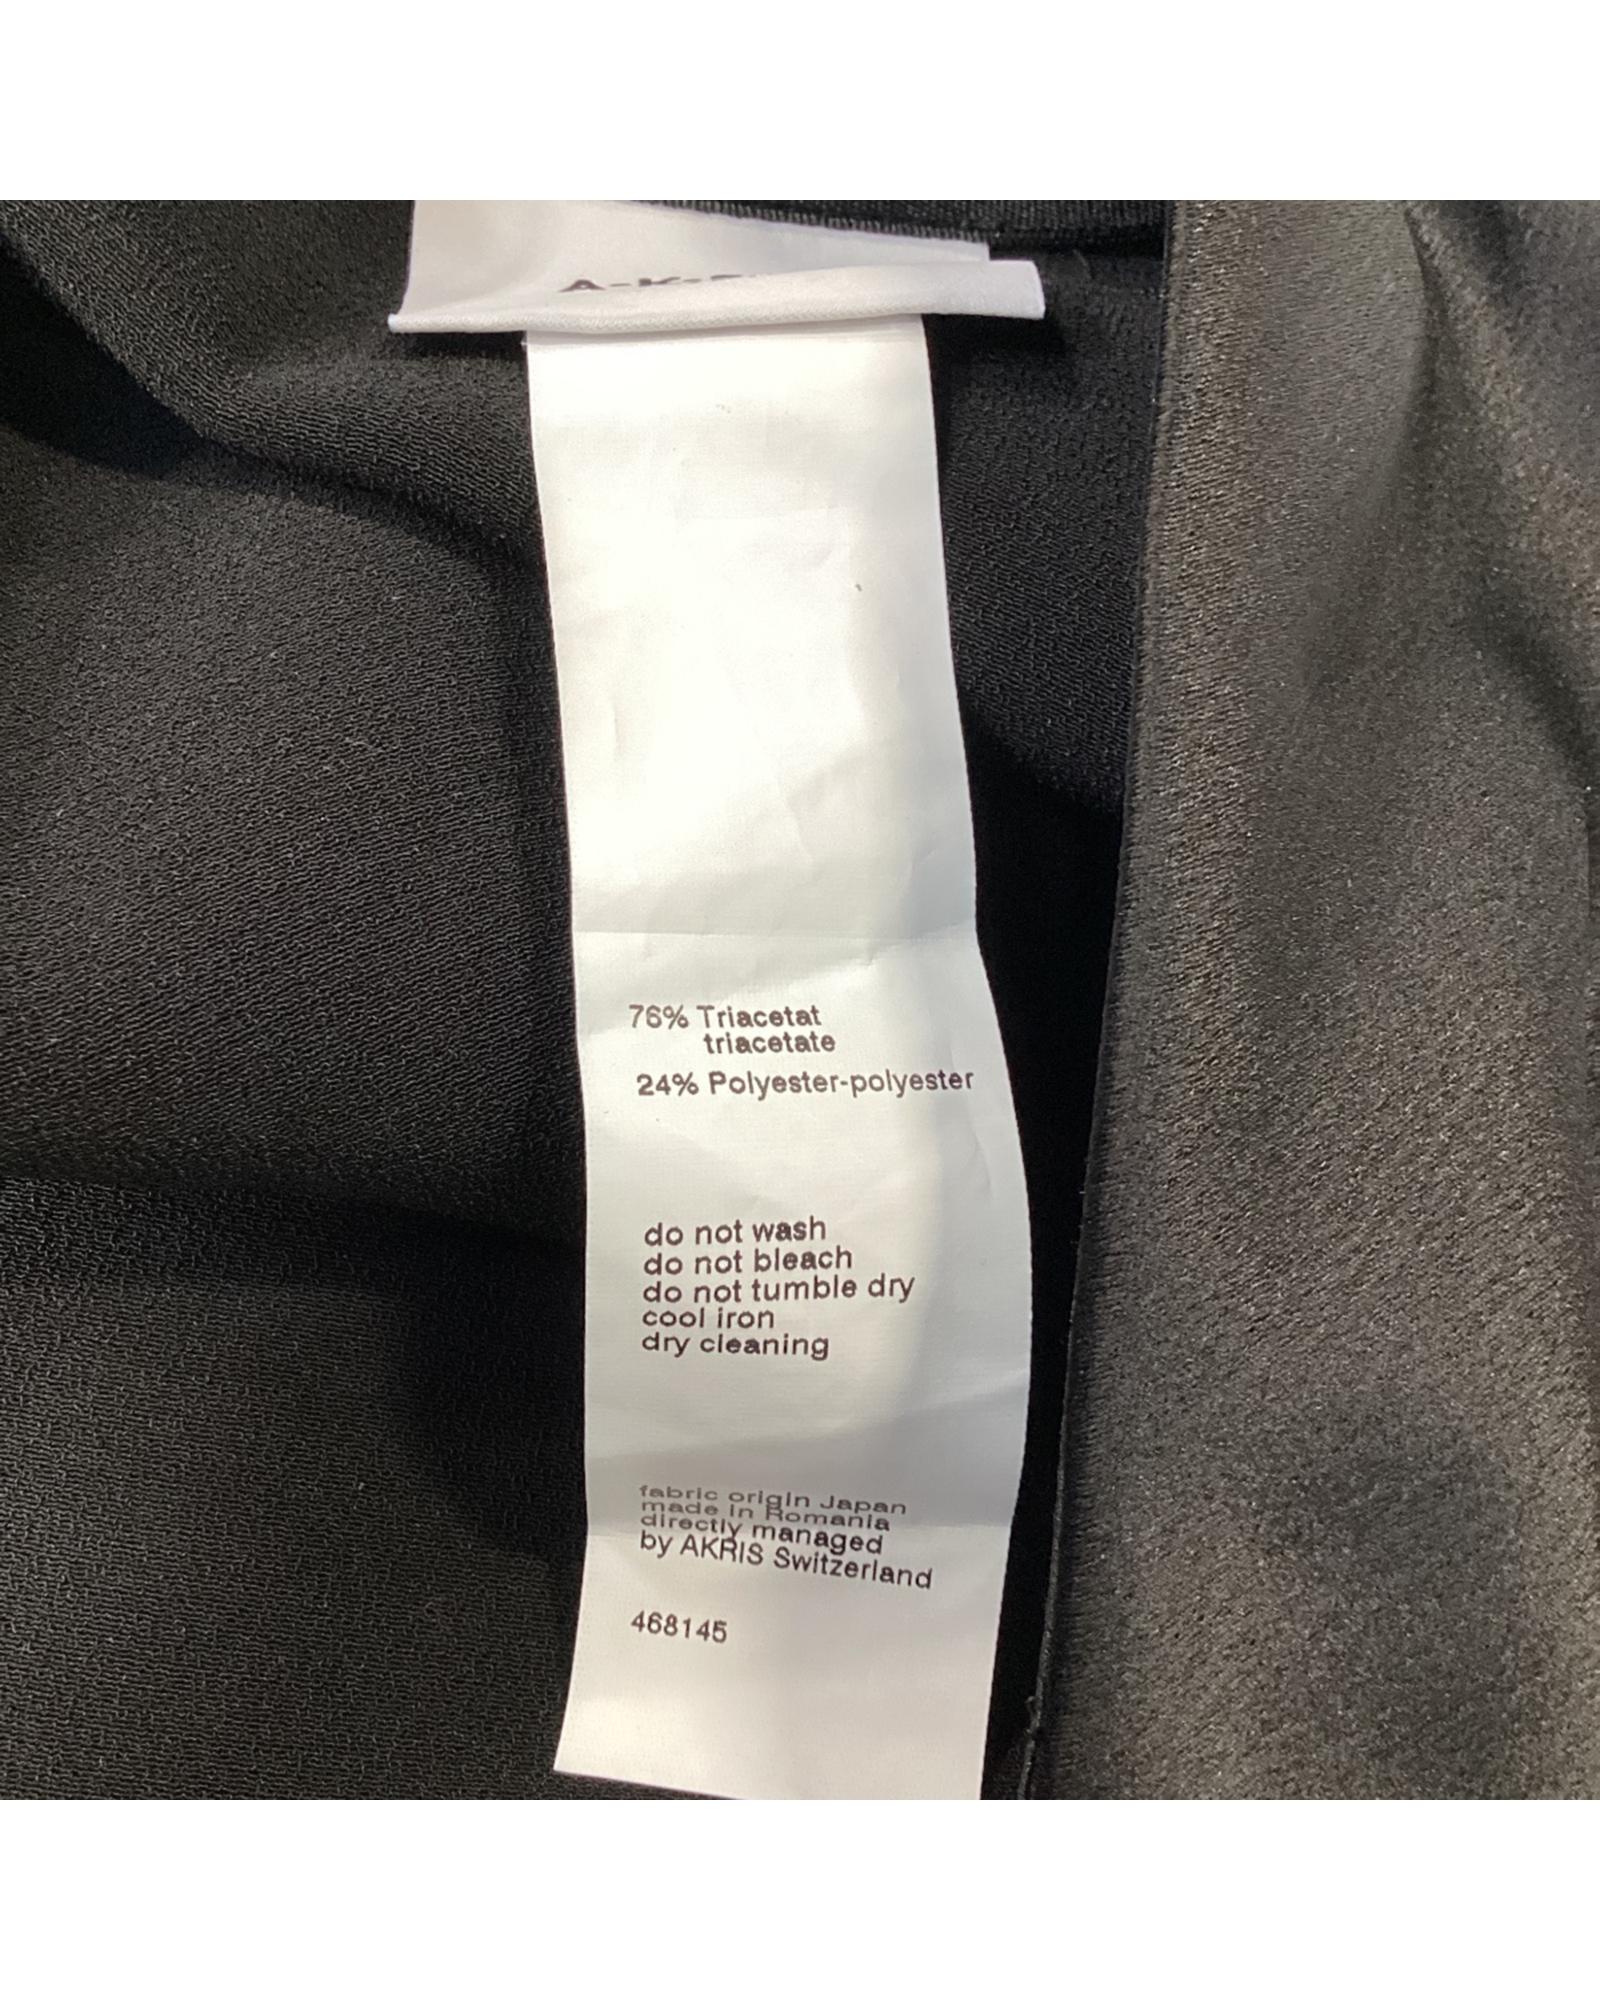 76% Triacetat
triacetate
24% Polyester-polyester
do not wash
do not bleach
do not tumble dry
cool iron
dry cleaning
fabric origin Japan
made in Romania
directly managed
by AKRIS Switzerland
468145